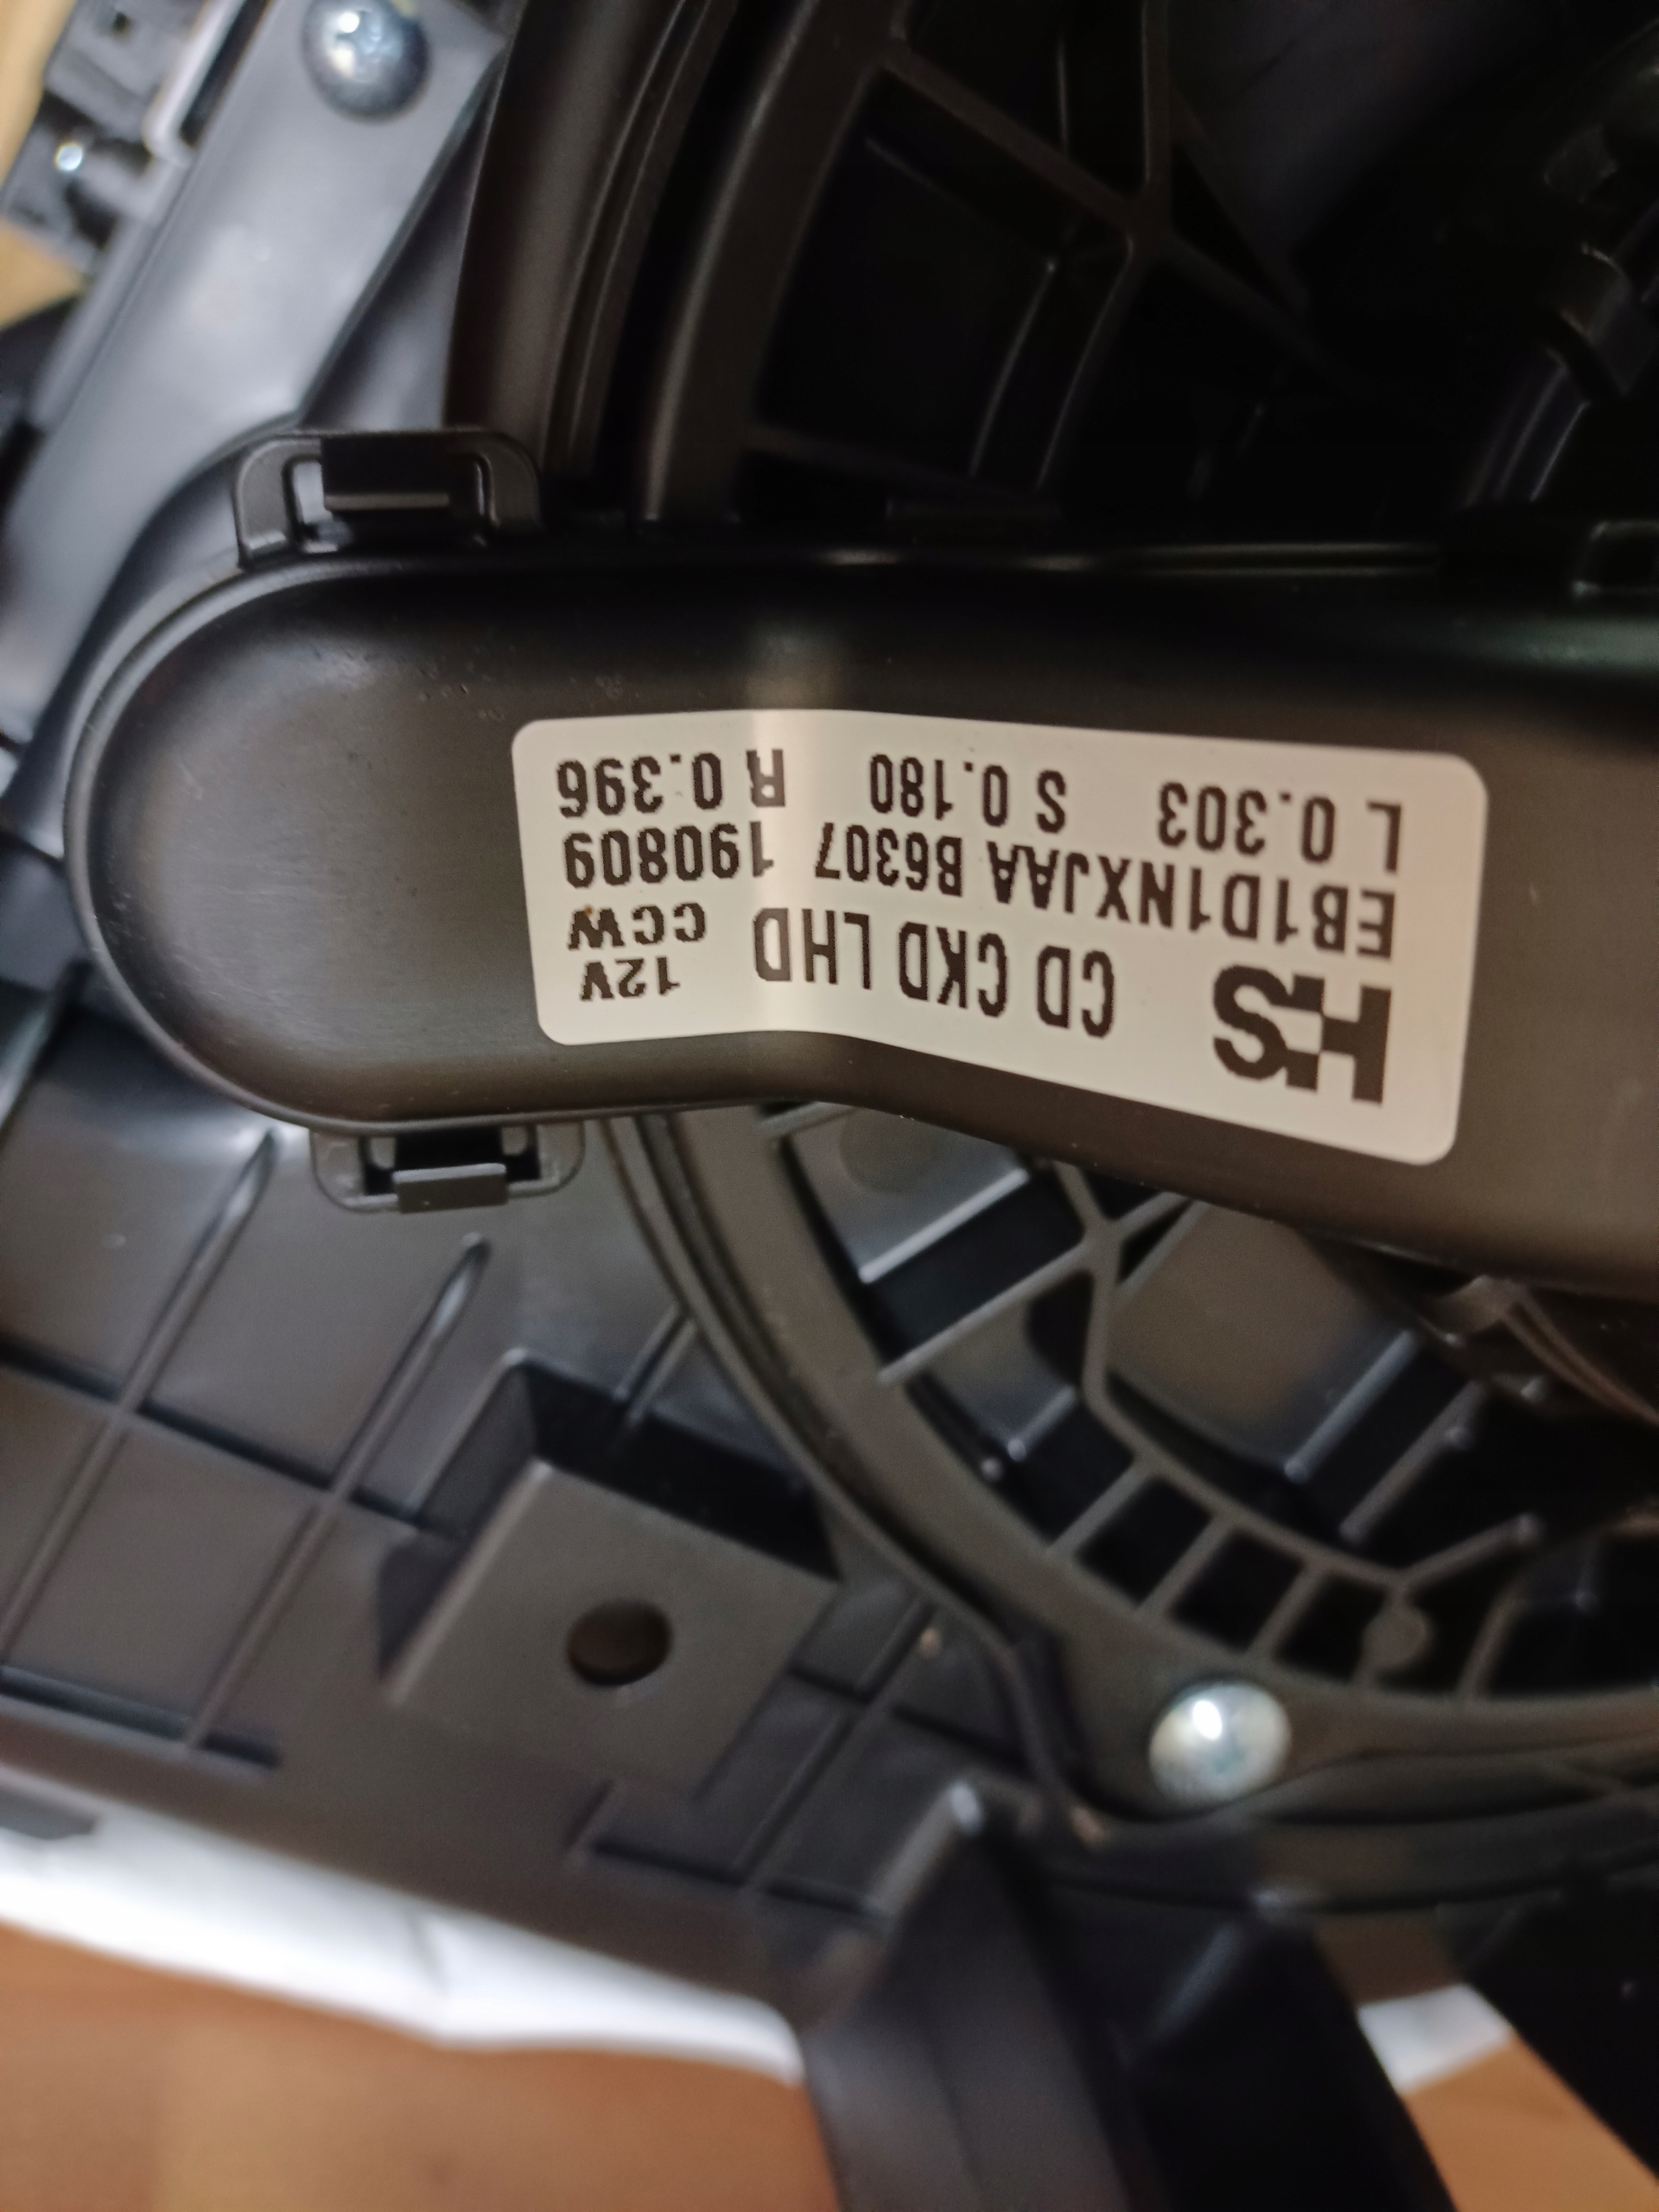 HS CD CKD LHD 12V CCW
EB1D1NXJAA B6307 190809
L 0.303 S 0.180 R 0.396